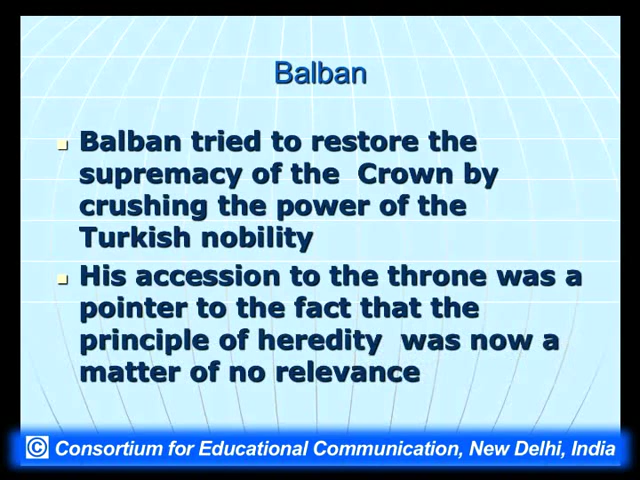 Balban
Balban tried to restore the
supremacy of the Crown by
crushing the power of the
Turkish nobility
His accession to the throne was a
pointer to the fact that the
principle of heredity was now a
matter of no relevance
© Consortium for Educational Communication, New Delhi, India